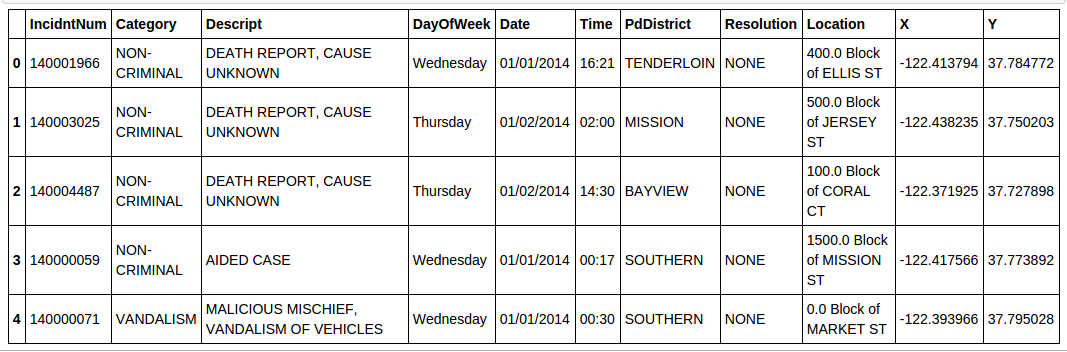 IncidntNum Category Descript DayOfWeek Date Time PdDistrict Resolution Location X Y
0 140001966 NON-CRIMINAL DEATH REPORT, CAUSE UNKNOWN Wednesday 01/01/2014 16:21 TENDERLOIN NONE 400.0 Block of ELLIS ST -122.413794 37.784772
1 140003025 NON-CRIMINAL DEATH REPORT, CAUSE UNKNOWN Thursday 01/02/2014 02:00 MISSION NONE 500.0 Block of JERSEY ST -122.438235 37.750203
2 140004487 NON-CRIMINAL DEATH REPORT, CAUSE UNKNOWN Thursday 01/02/2014 14:30 BAYVIEW NONE 100.0 Block of CORAL CT -122.371925 37.727898
3 140000059 NON-CRIMINAL AIDED CASE Wednesday 01/01/2014 00:17 SOUTHERN NONE 1500.0 Block of MISSION ST -122.417566 37.773892
4 140000071 VANDALISM MALICIOUS MISCHIEF, VANDALISM OF VEHICLES Wednesday 01/01/2014 00:30 SOUTHERN NONE 0.0 Block of MARKET ST -122.393966 37.795028